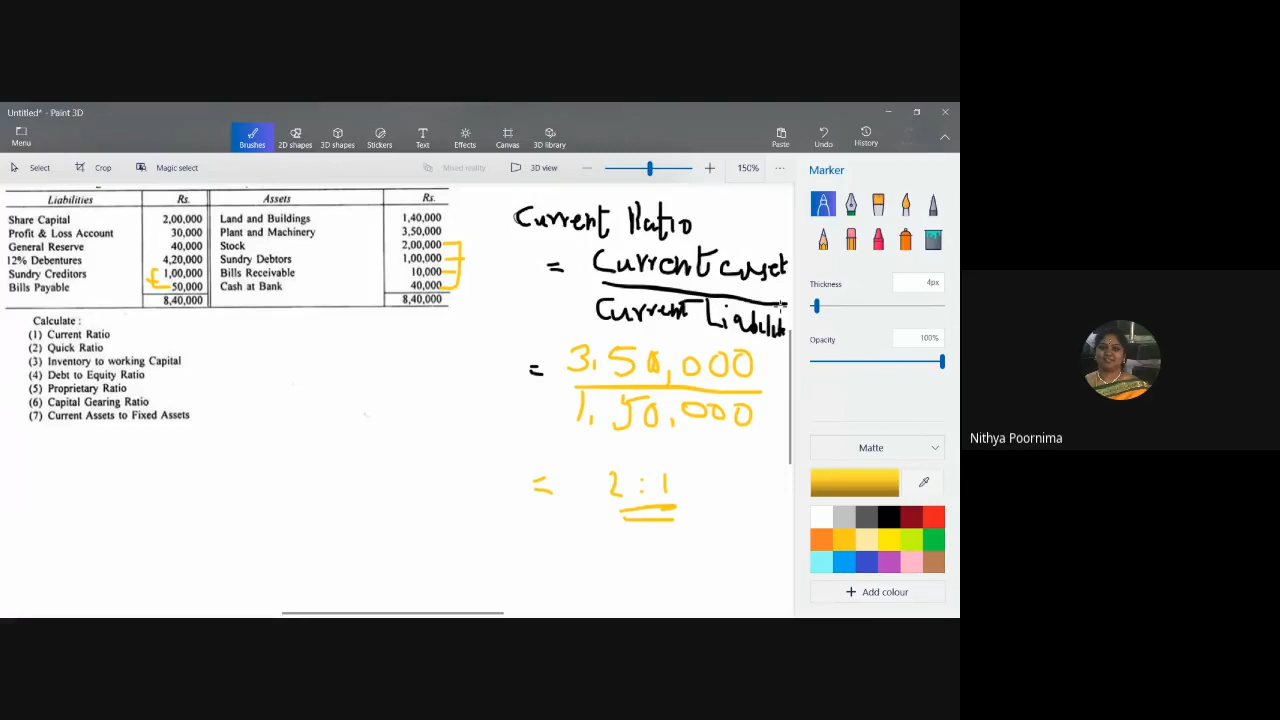 Untitled* - Paint 3D
Menu
Brushes 2D shapes 3D shapes Stickers Text Effects Canvas 3D library Paste Undo History
Select Crop Magic select Mixed reality 3D view 150%
Liabilities Rs. Assets Rs.
Share Capital 2,00,000 Land and Buildings 1,40,000
Profit & Loss Account 30,000 Plant and Machinery 3,50,000
General Reserve 40,000 Stock 2,00,000
12% Debentures 4,20,000 Sundry Debtors 1,00,000
Sundry Creditors 1,00,000 Bills Receivable 10,000
Bills Payable 50,000 Cash at Bank 40,000
8,40,000 8,40,000
Calculate :
(1) Current Ratio
(2) Quick Ratio
(3) Inventory to working Capital
(4) Debt to Equity Ratio
(5) Proprietary Ratio
(6) Capital Gearing Ratio
(7) Current Assets to Fixed Assets
Current Ratio
= Current asset
Current Liabilit
= 3.50,000
1,50,000
= 2 : 1
Marker
Thickness 4px
Opacity 100%
Matte
+ Add colour
Nithya Poornima